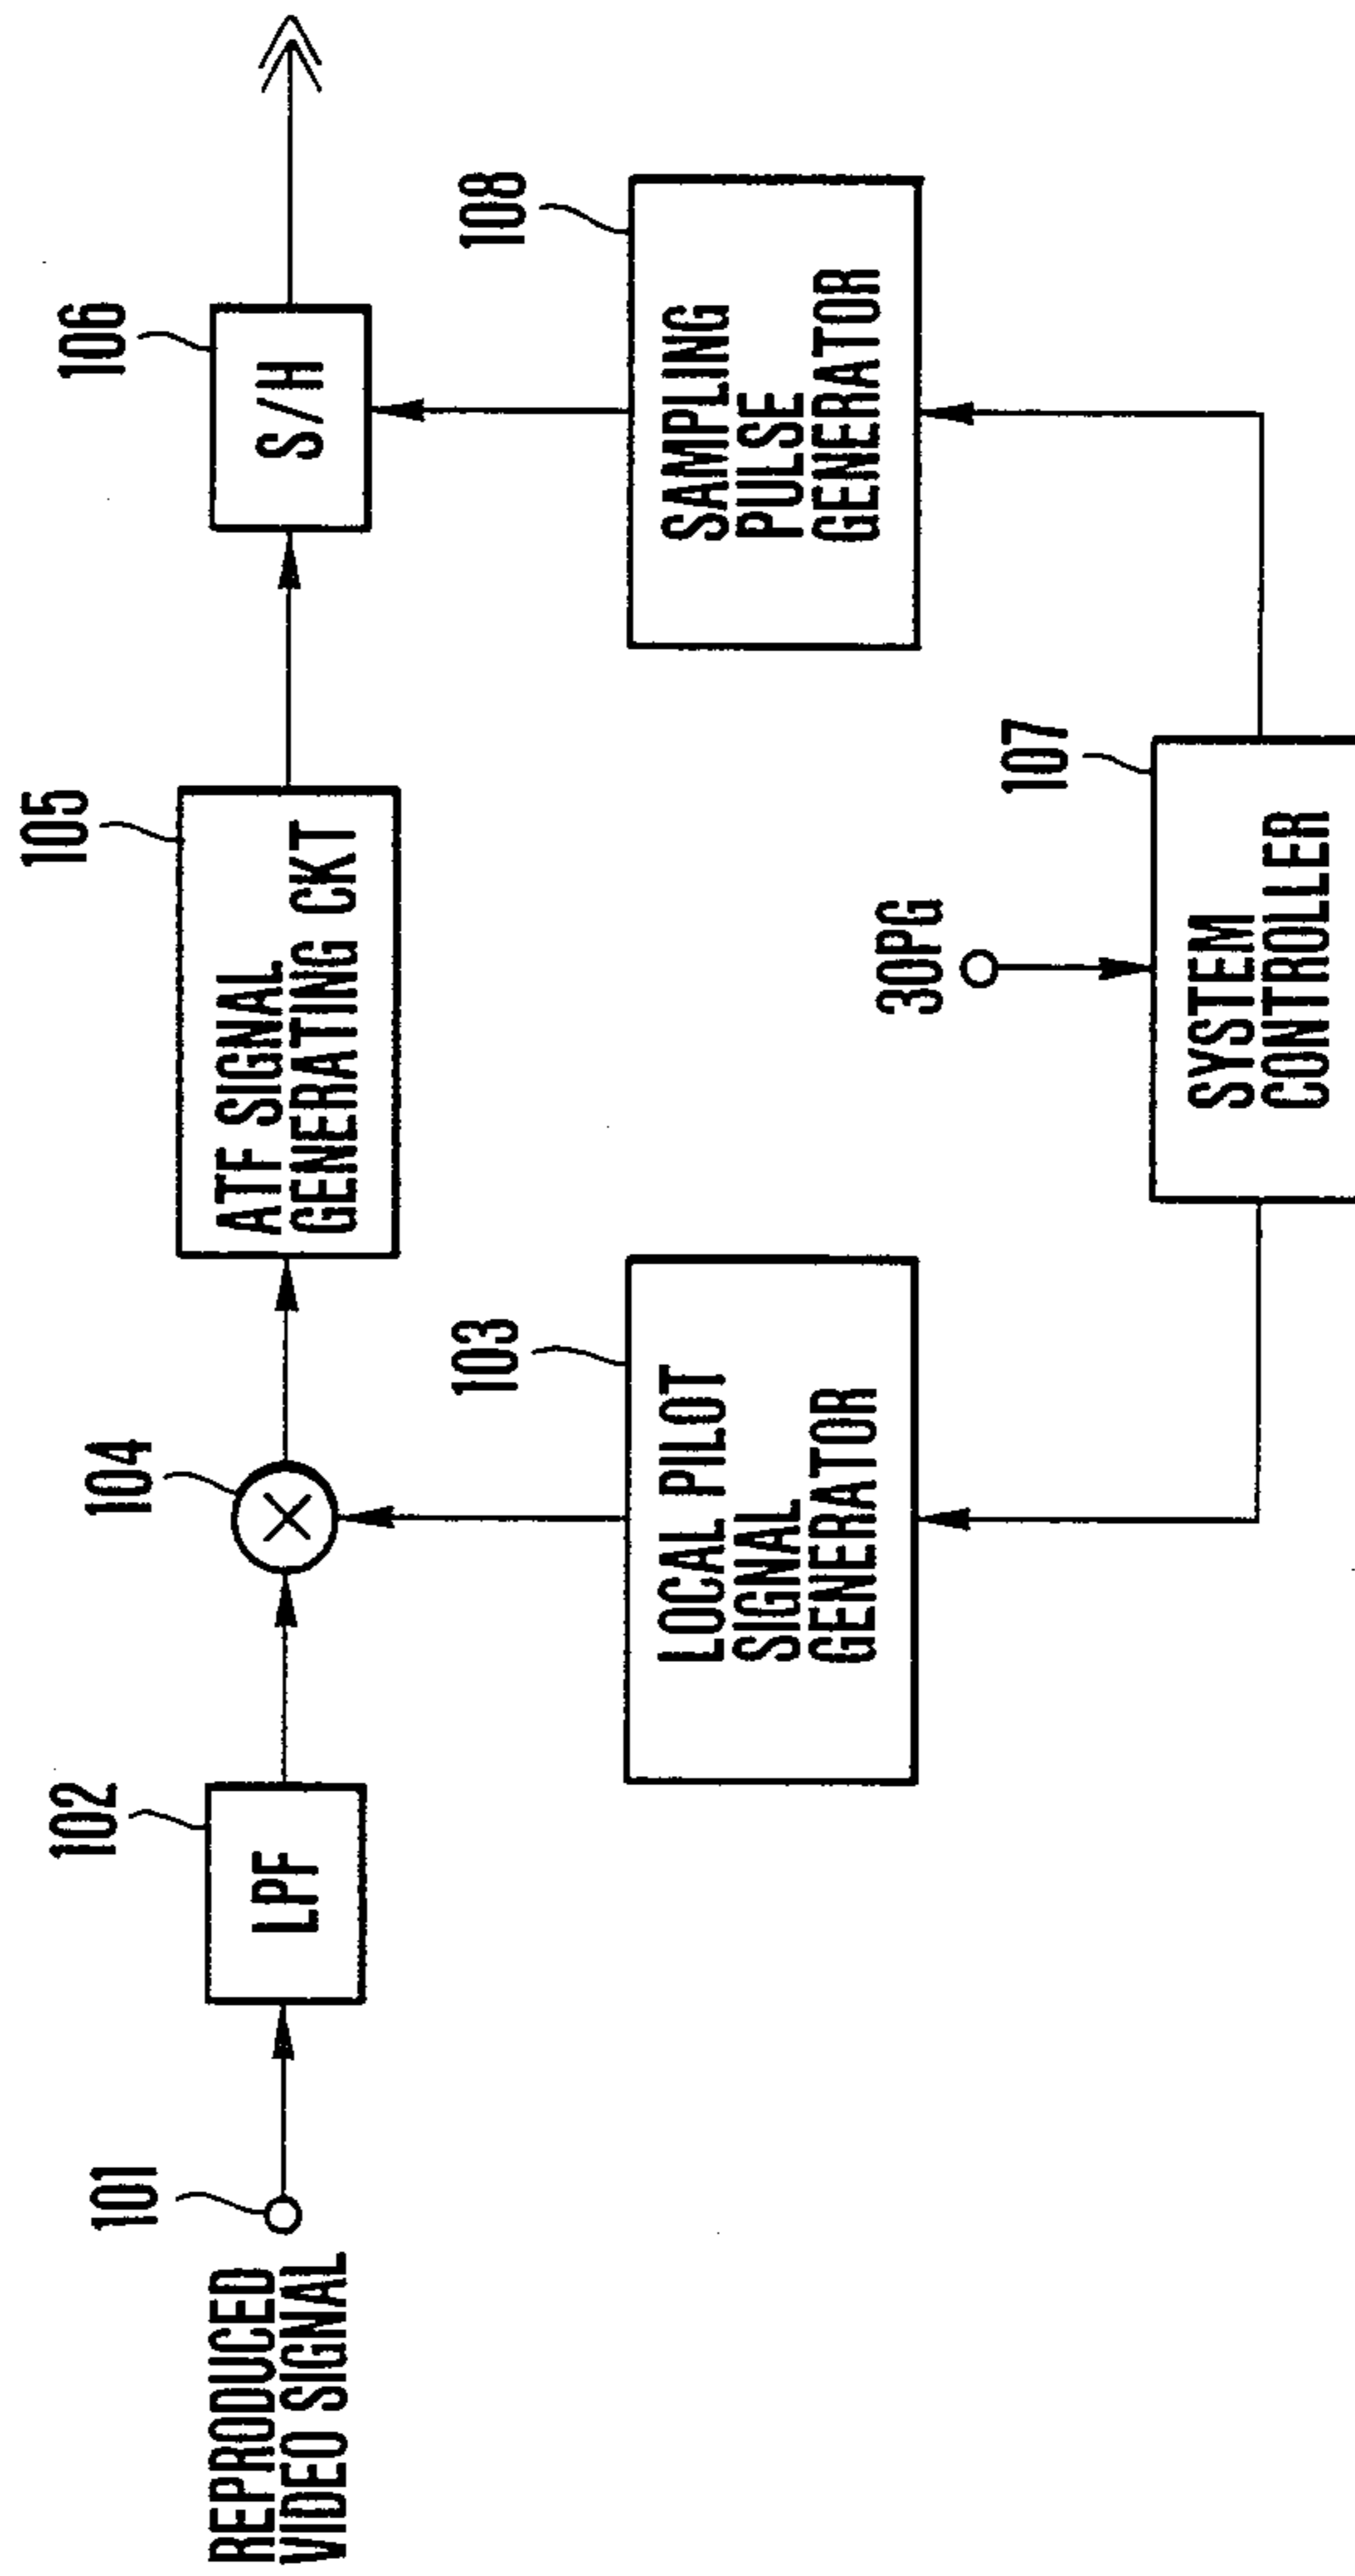 REPRODUCED
VIDEO SIGNAL
101
LPF
102
104
LOCAL PILOT
SIGNAL
GENERATOR
103
ATF SIGNAL
GENERATING CKT
105
S/H
106
SAMPLING
PULSE
GENERATOR
108
30PG
SYSTEM
CONTROLLER
107